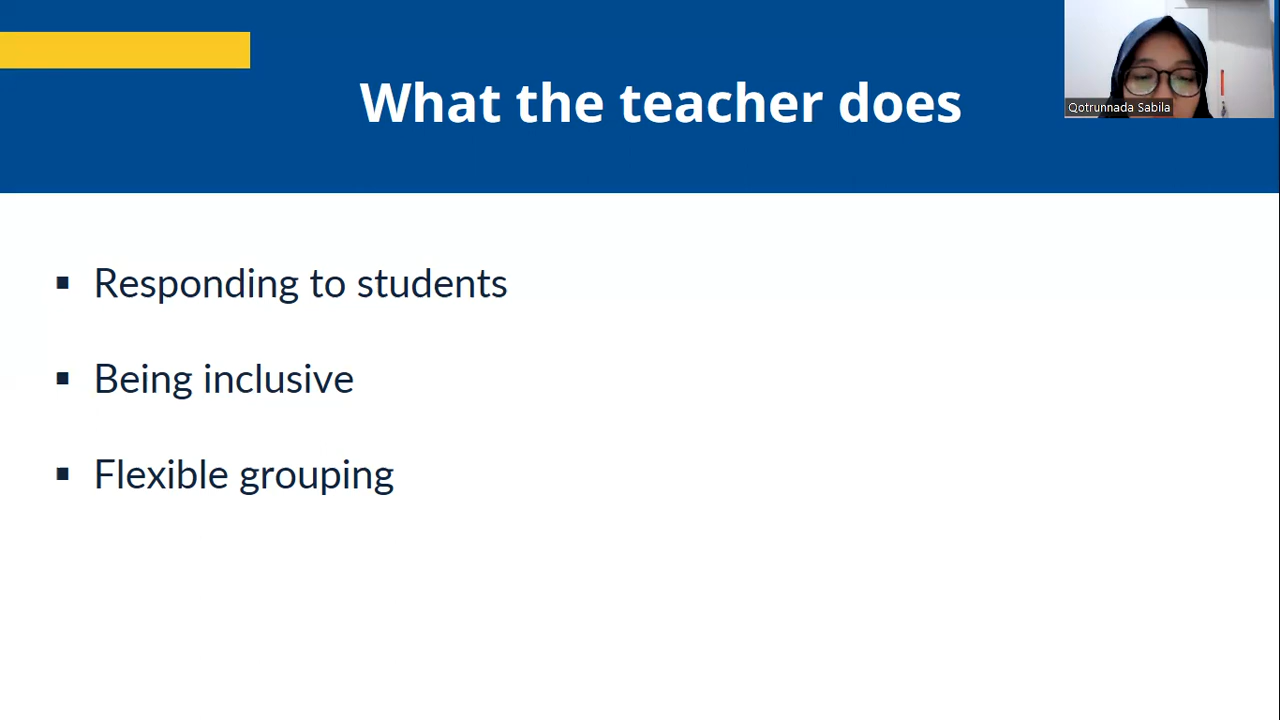 What the teacher does
Qotrunnada Sabila
▪ Responding to students
▪ Being inclusive
▪ Flexible grouping